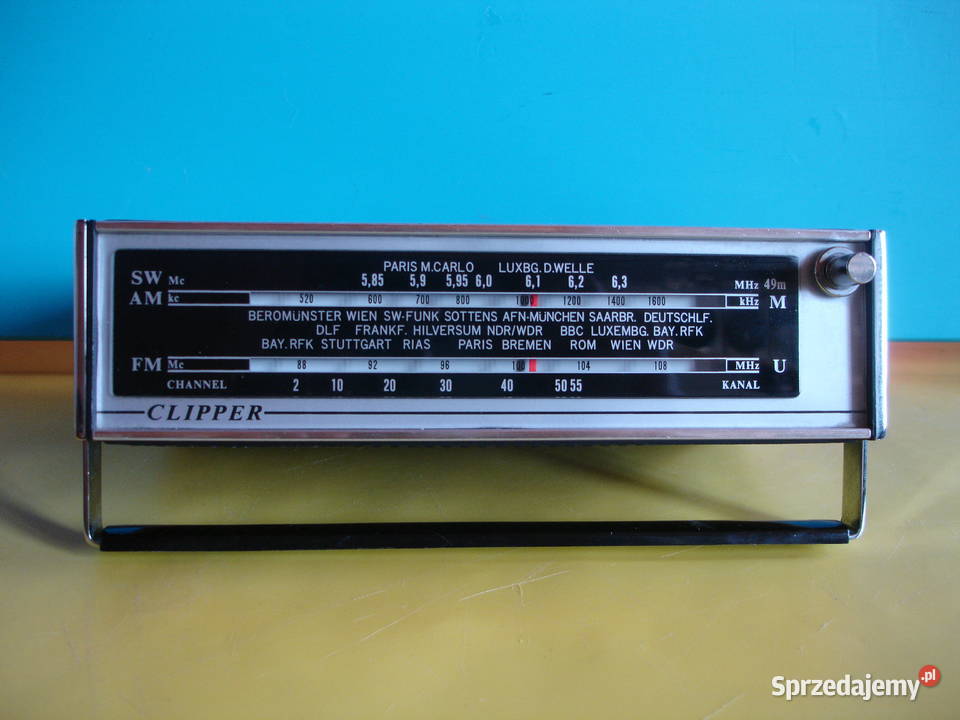 PARIS M.CARLO LUXBG. D.WELLE
SW Mc 5,85 5,9 5,95 6,0 6,1 6,2 6,3 MHz 49m
AM kc 520 600 700 800 1000 1200 1400 1600 kHz M
BEROMÜNSTER WIEN SW-FUNK SOTTENS AFN-MÜNCHEN SAARBR. DEUTSCHLF.
DLF FRANKF. HILVERSUM NDR/WDR BBC LUXEMBG. BAY.RFK
BAY.RFK STUTTGART RIAS PARIS BREMEN ROM WIEN WDR
FM Mc 88 92 96 100 104 108 MHz U
CHANNEL 2 10 20 30 40 50 55 KANAL
CLIPPER
Sprzedajemy.pl